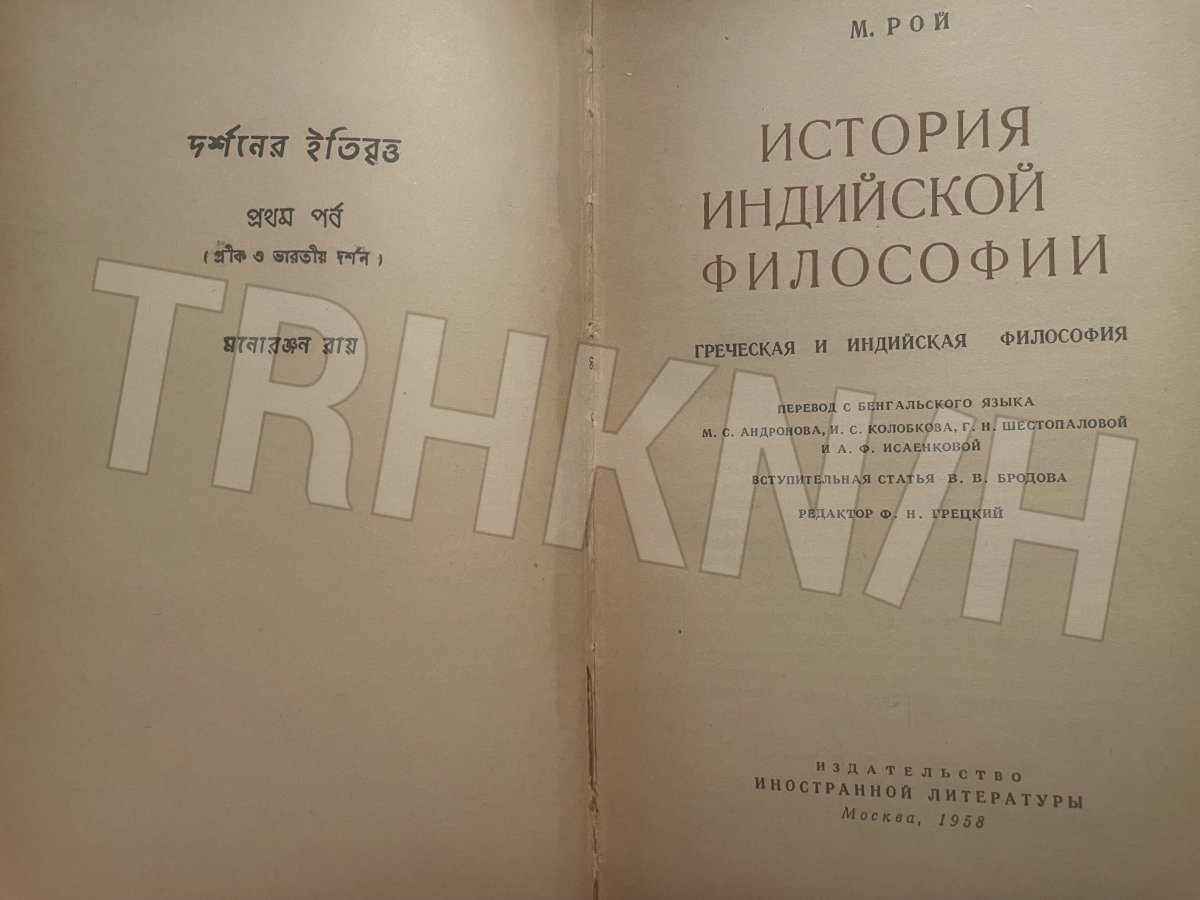 দর্শনের ইতিবৃত্ত
প্রথম পর্ব
( গ্রীক ও ভারতীয় দর্শন )
মনোরঞ্জন রায়
М. РОЙ
ИСТОРИЯ
ИНДИЙСКОЙ
ФИЛОСОФИИ
ГРЕЧЕСКАЯ И ИНДИЙСКАЯ ФИЛОСОФИЯ
ПЕРЕВОД С БЕНГАЛЬСКОГО ЯЗЫКА
М. С. АНДРОНОВА, И. С. КОЛОБКОВА, Г. Н. ШЕСТОПАЛОВОЙ
И А. Ф. ИСАЕНКОВОЙ
ВСТУПИТЕЛЬНАЯ СТАТЬЯ В. В. БРОДОВА
РЕДАКТОР Ф. Н. ГРЕЦКИЙ
ИЗДАТЕЛЬСТВО
ИНОСТРАННОЙ ЛИТЕРАТУРЫ
Москва, 1958
TRHKN/H